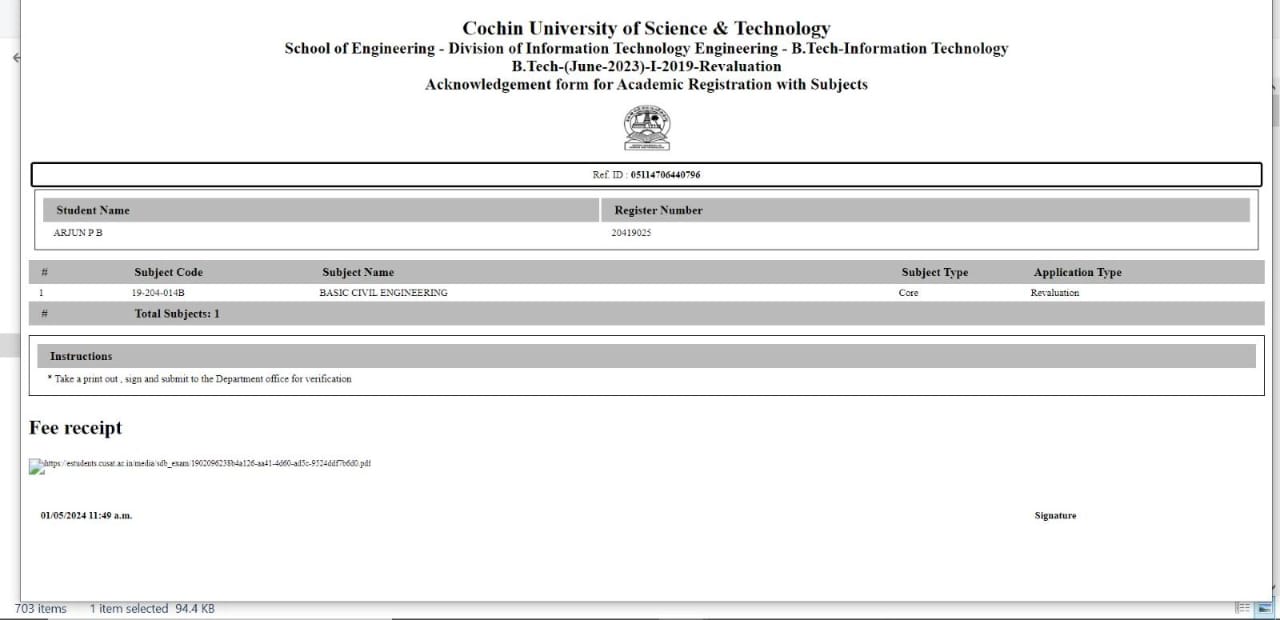 Cochin University of Science & Technology
School of Engineering - Division of Information Technology Engineering - B.Tech-Information Technology
B.Tech-(June-2023)-I-2019-Revaluation
Acknowledgement form for Academic Registration with Subjects
Ref. ID : 05114706440796
Student Name Register Number
ARJUN P B 20419025
# Subject Code Subject Name Subject Type Application Type
1 19-204-014B BASIC CIVIL ENGINEERING Core Revaluation
# Total Subjects: 1
Instructions
* Take a print out , sign and submit to the Department office for verification
Fee receipt
https://estudents.cusat.ac.in/media/sdb_exam/1902096238b4a126-aa41-4d60-ad5c-9524ddf7b6d0.pdf
01/05/2024 11:49 a.m. Signature
703 items 1 item selected 94.4 KB